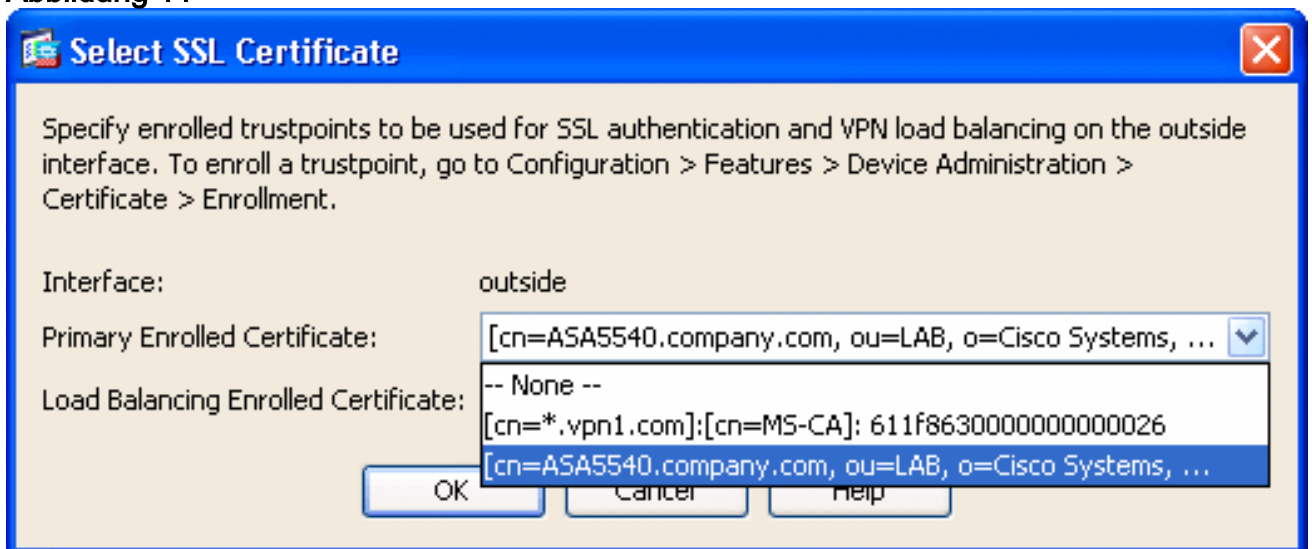 Select SSL Certificate
Specify enrolled trustpoints to be used for SSL authentication and VPN load balancing on the outside
interface. To enroll a trustpoint, go to Configuration > Features > Device Administration >
Certificate > Enrollment.
Interface: outside
Primary Enrolled Certificate: [cn=ASA5540.company.com, ou=LAB, o=Cisco Systems, ...
-- None --
Load Balancing Enrolled Certificate:
[cn=*.vpn1.com]:[cn=MS-CA]: 611f8630000000000026
[cn=ASA5540.company.com, ou=LAB, o=Cisco Systems, ...
OK Cancel Help